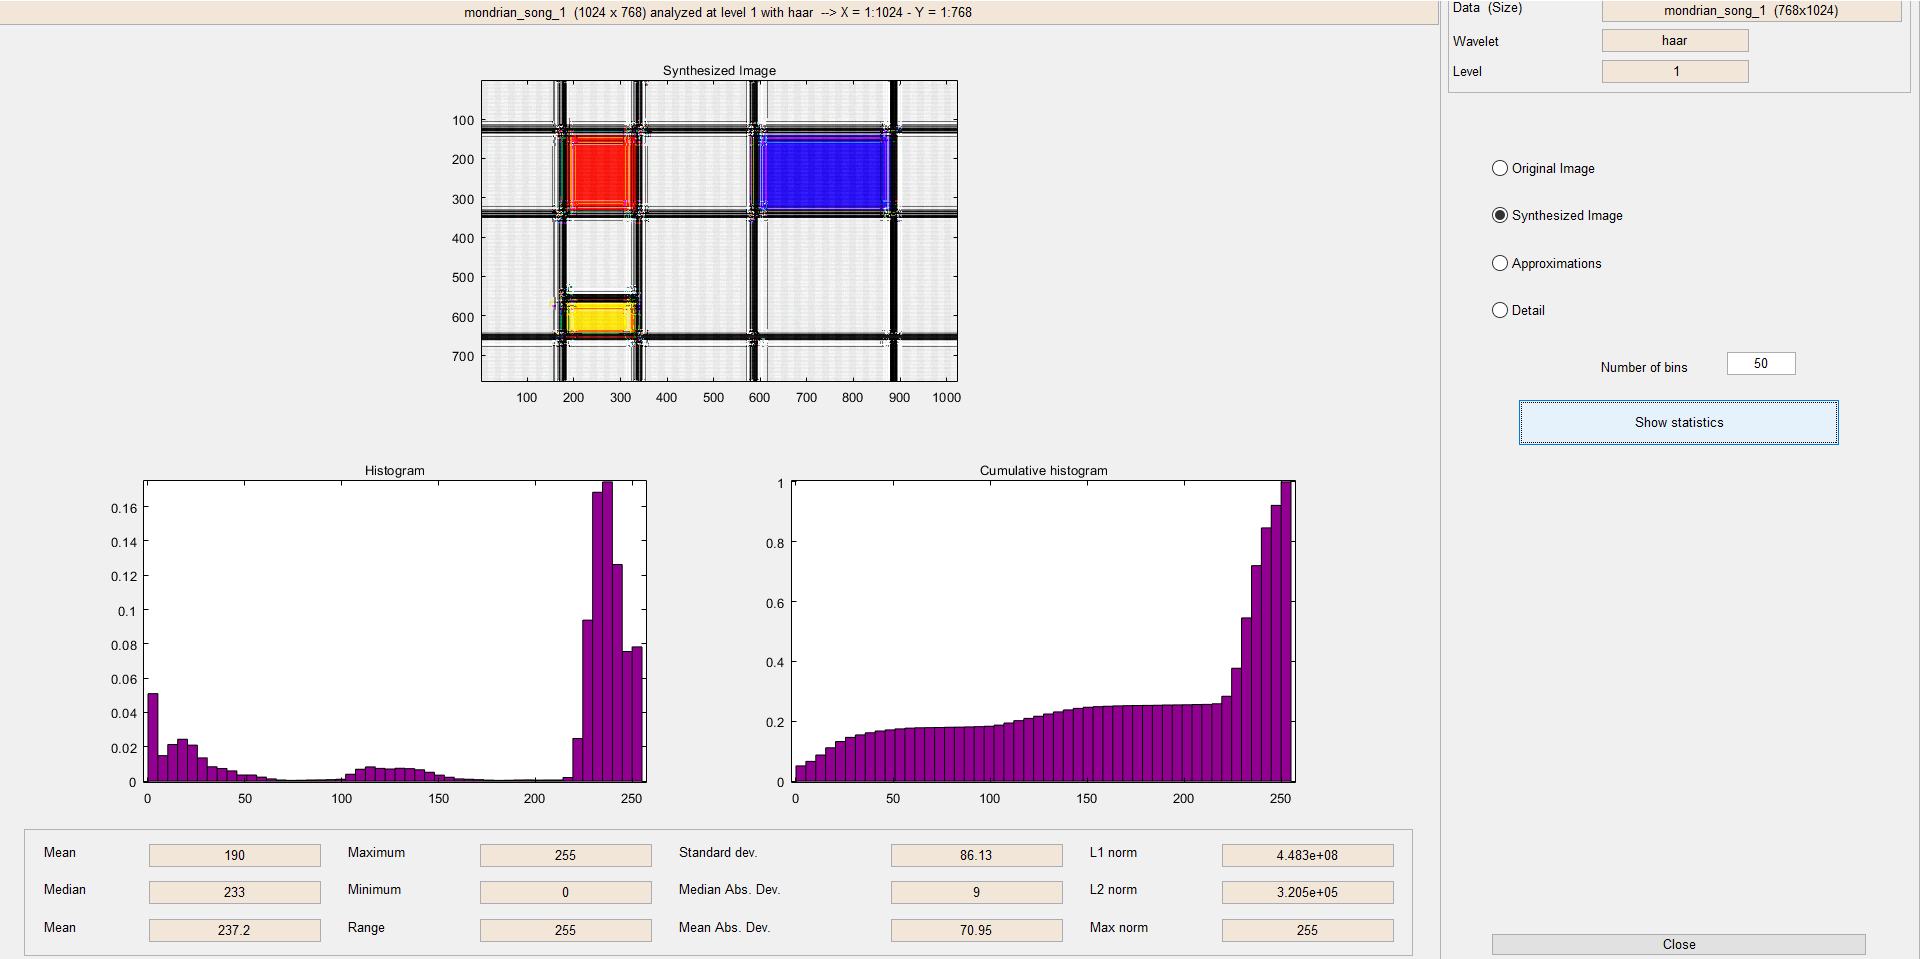 mondrian_song_1  (1024 x 768) analyzed at level 1 with haar  --> X = 1:1024 - Y = 1:768
Data  (Size)
mondrian_song_1  (768x1024)
Wavelet
haar
Level
1
Synthesized Image
100
200
300
400
500
600
700
100 200 300 400 500 600 700 800 900 1000
Original Image
Synthesized Image
Approximations
Detail
Number of bins
50
Show statistics
Histogram
0.16
0.14
0.12
0.1
0.08
0.06
0.04
0.02
0
0 50 100 150 200 250
Cumulative histogram
1
0.8
0.6
0.4
0.2
0
0 50 100 150 200 250
Mean 190 Maximum 255 Standard dev. 86.13 L1 norm 4.483e+08
Median 233 Minimum 0 Median Abs. Dev. 9 L2 norm 3.205e+05
Mean 237.2 Range 255 Mean Abs. Dev. 70.95 Max norm 255
Close